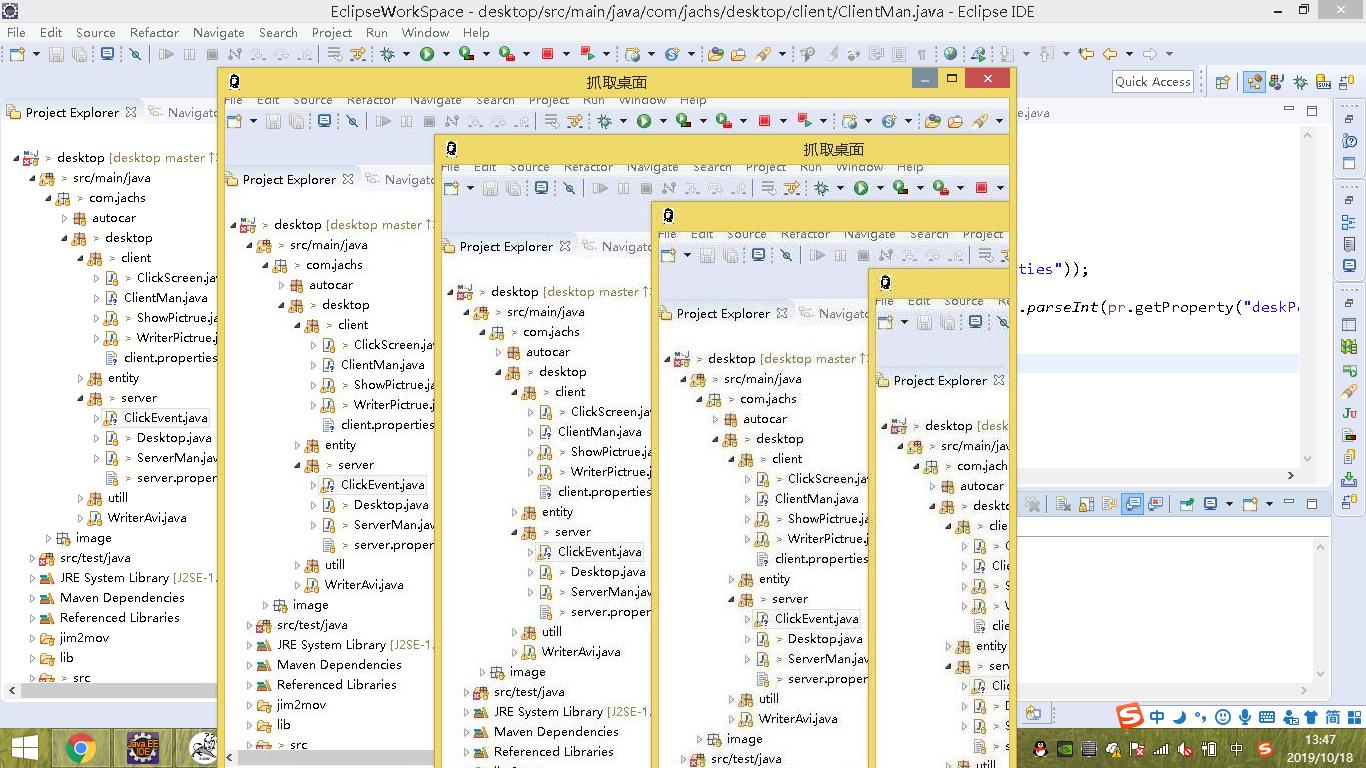 EclipseWorkSpace - desktop/src/main/java/com/jachs/desktop/client/ClientMan.java - Eclipse IDE
File Edit Source Refactor Navigate Search Project Run Window Help
Quick Access
Project Explorer
desktop [desktop master
src/main/java
com.jachs
autocar
desktop
client
ClickScreen.ja
ClientMan.java
ShowPictrue.ja
WriterPictrue.j
client.properties
entity
server
ClickEvent.java
Desktop.java
ServerMan.jav
server.proper
utill
WriterAvi.java
image
src/test/java
JRE System Library [J2SE-1.
Maven Dependencies
Referenced Libraries
jim2mov
lib
src
抓取桌面
File Edit Source Refactor Navigate Search Project Run Window Help
Project Explorer Navigato
desktop [desktop master
src/main/java
com.jachs
autocar
desktop
client
ClickScreen.ja
ClientMan.java
ShowPictrue.ja
WriterPictrue.j
client.properties
entity
server
ClickEvent.java
Desktop.java
ServerMan.jav
server.proper
utill
WriterAvi.java
image
src/test/java
JRE System Library [J2SE-1.
Maven Dependencies
Referenced Libraries
jim2mov
lib
src
抓取桌面
File Edit Source Refactor Navigate Search Project Run Window Help
Project Explorer Navigato
desktop [desktop master
src/main/java
com.jachs
autocar
desktop
client
ClickScreen.ja
ClientMan.java
ShowPictrue.ja
WriterPictrue.j
client.properties
entity
server
ClickEvent.java
Desktop.java
ServerMan.jav
server.proper
utill
WriterAvi.java
image
src/test/java
JRE System Library [J2SE-1.
Maven Dependencies
Referenced Libraries
File Edit Source Refactor Navigate Search Project
Project Explorer Navigato
desktop [desktop master
src/main/java
com.jachs
autocar
desktop
client
ClickScreen.ja
ClientMan.java
ShowPictrue.ja
WriterPictrue.j
client.properties
entity
server
ClickEvent.java
Desktop.java
ServerMan.jav
server.proper
utill
WriterAvi.java
image
src/test/java
File Edit Source Re
Project Explorer
desktop [desk
src/main/jav
com.jach
autocar
deskto
clie
Clie
clie
entity
serv
Clic
utill
e.java
ties"));
.parseInt(pr.getProperty("deskPo
Ju
中 简
Java EE IDE
中
13:47
2019/10/18